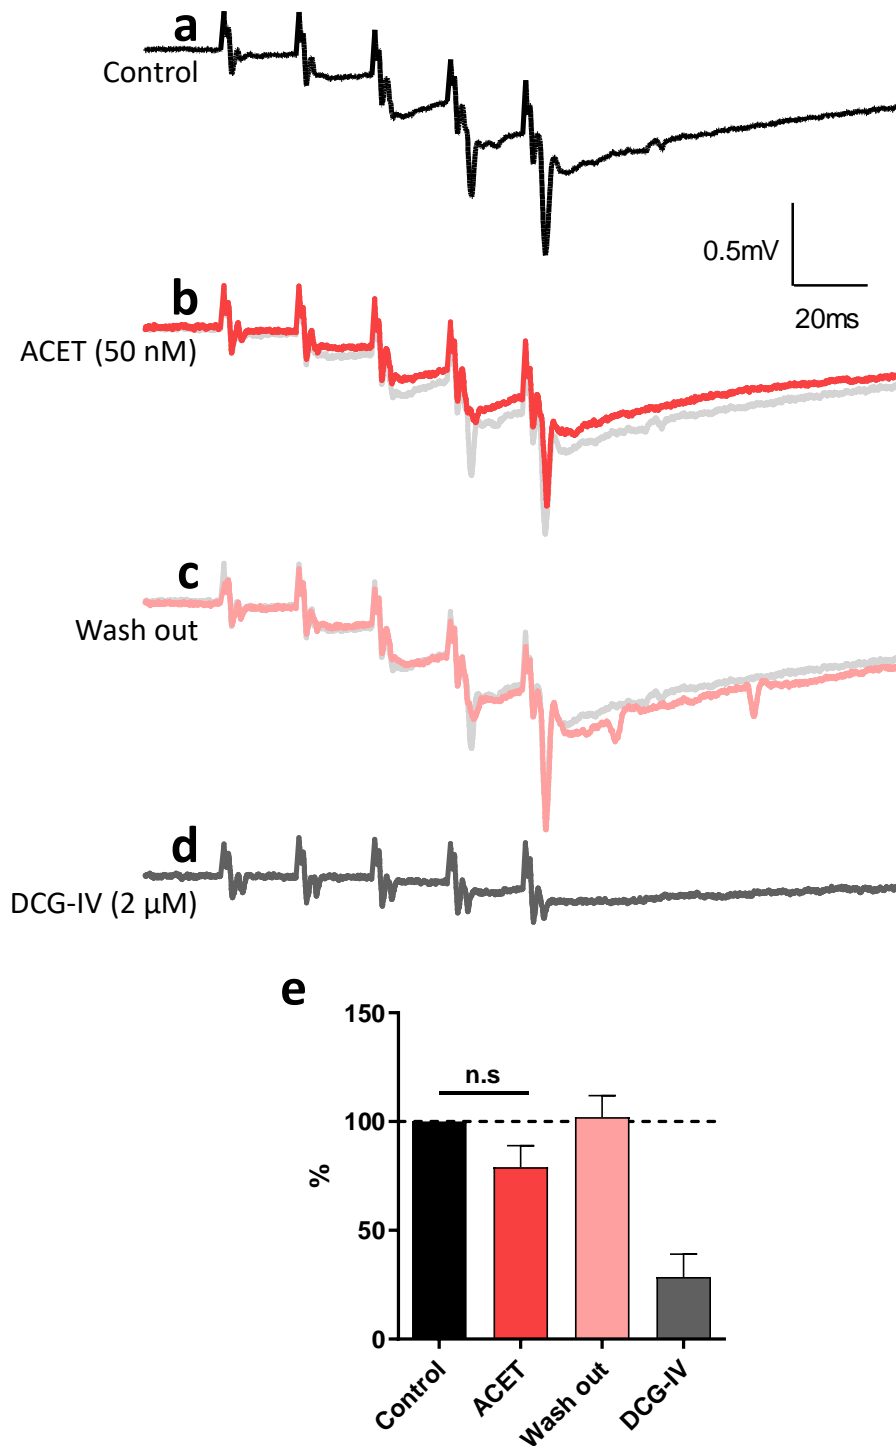 a
Control
0.5mV
20ms
b
ACET (50 nM)
c
Wash out
d
DCG-IV (2 μM)
e
150
n.s
100
%
50
0
Control
ACET
Wash out
DCG-IV